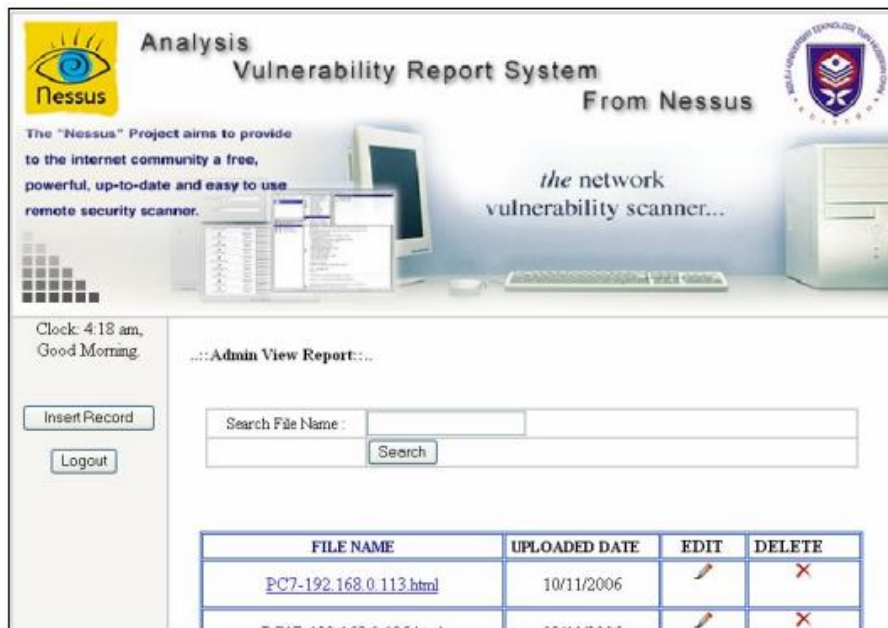 Nessus
Analysis
Vulnerability Report System
From Nessus
The "Nessus" Project aims to provide
to the internet community a free,
powerful, up-to-date and easy to use
remote security scanner.
the network
vulnerability scanner...
Clock: 4:18 am,
Good Morning.
Insert Record
Logout
..::Admin View Report::..
Search File Name :
Search
FILE NAME UPLOADED DATE EDIT DELETE
PC7-192.168.0.113.html 10/11/2006